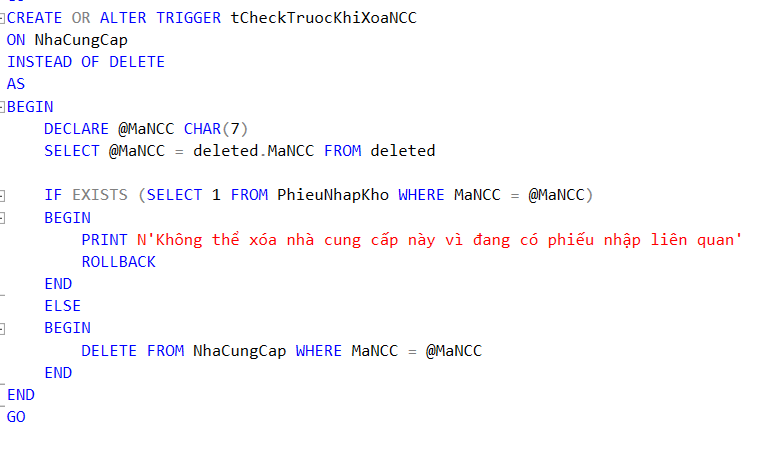 CREATE OR ALTER TRIGGER tCheckTruocKhiXoaNCC
ON NhaCungCap
INSTEAD OF DELETE
AS
BEGIN
    DECLARE @MaNCC CHAR(7)
    SELECT @MaNCC = deleted.MaNCC FROM deleted

    IF EXISTS (SELECT 1 FROM PhieuNhapKho WHERE MaNCC = @MaNCC)
    BEGIN
        PRINT N'Không thể xóa nhà cung cấp này vì đang có phiếu nhập liên quan'
        ROLLBACK
    END
    ELSE
    BEGIN
        DELETE FROM NhaCungCap WHERE MaNCC = @MaNCC
    END
END
GO